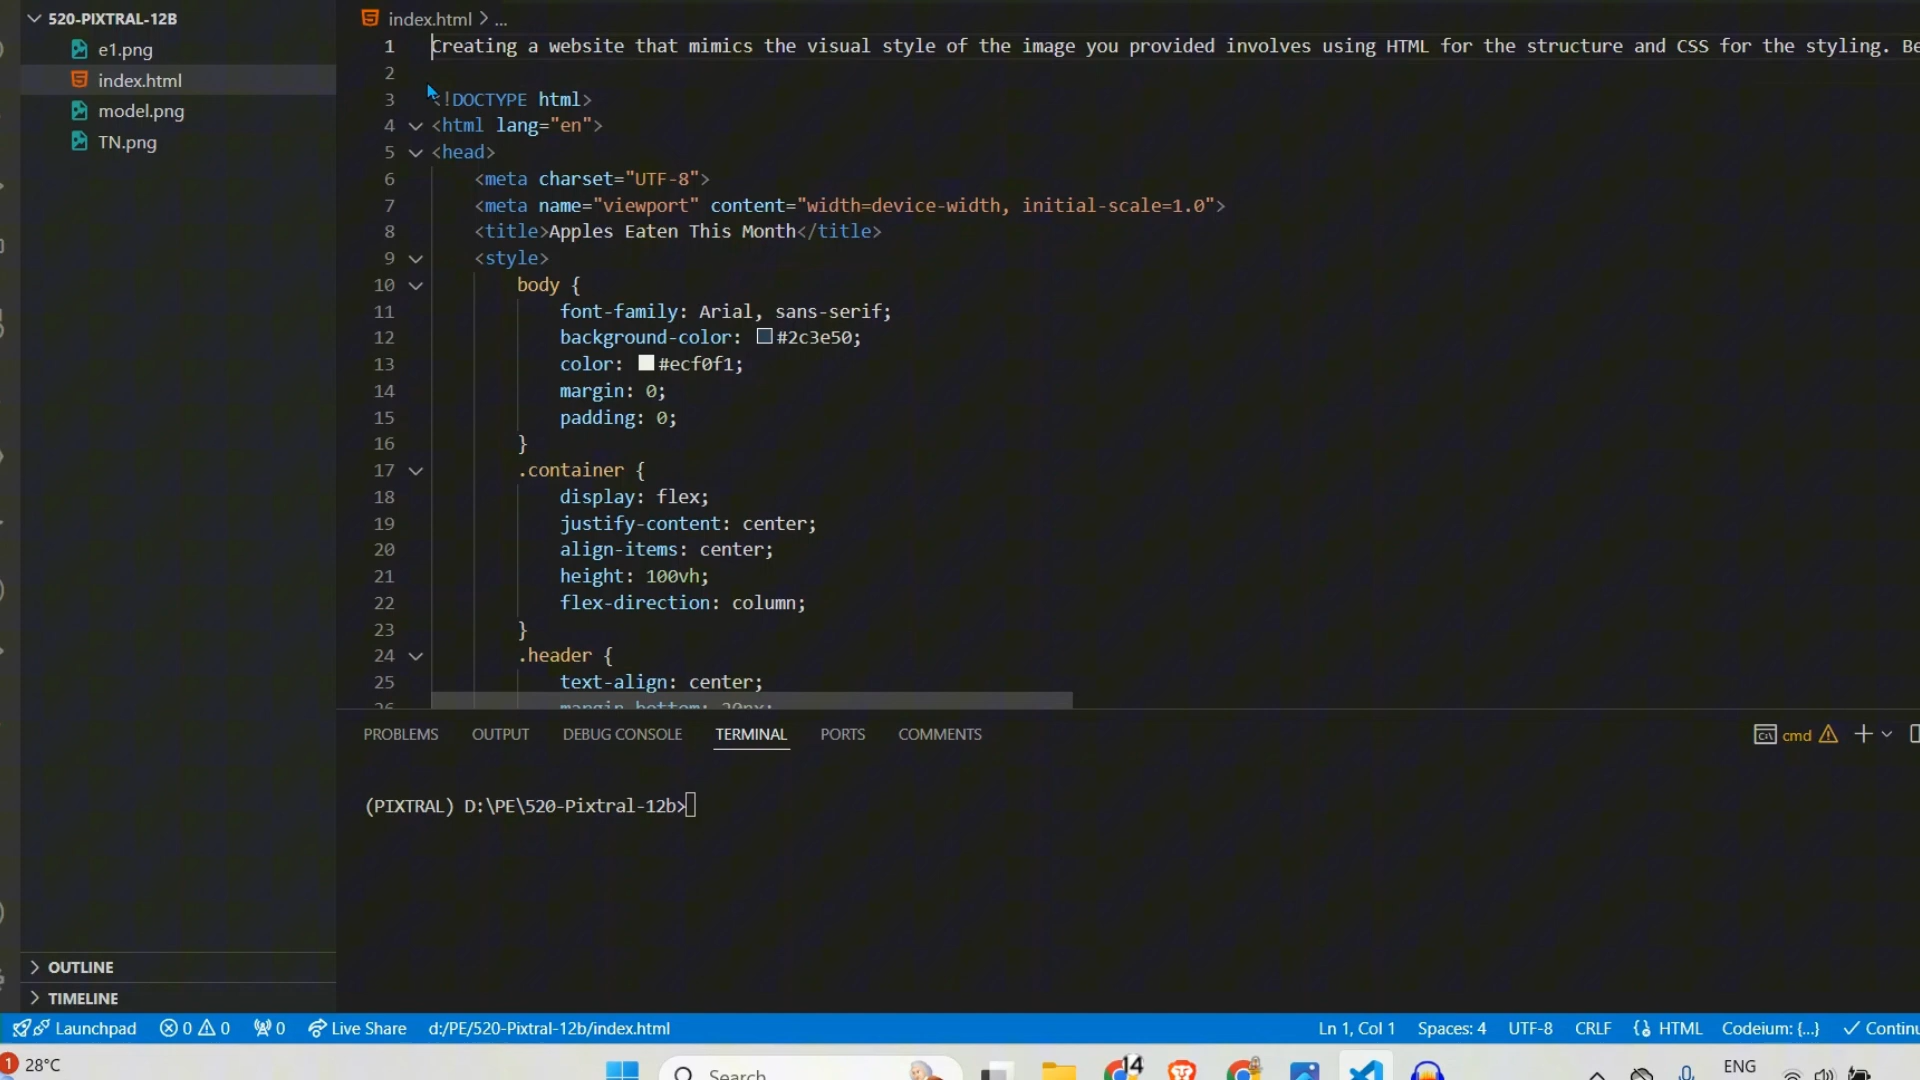 520-PIXTRAL-12B
e1.png
index.html
model.png
TN.png
OUTLINE
TIMELINE
index.html > ...
1 Creating a website that mimics the visual style of the image you provided involves using HTML for the structure and CSS for the styling. Be
2
3 <!DOCTYPE html>
4 <html lang="en">
5 <head>
6 <meta charset="UTF-8">
7 <meta name="viewport" content="width=device-width, initial-scale=1.0">
8 <title>Apples Eaten This Month</title>
9 <style>
10 body {
11 font-family: Arial, sans-serif;
12 background-color: #2c3e50;
13 color: #ecf0f1;
14 margin: 0;
15 padding: 0;
16 }
17 .container {
18 display: flex;
19 justify-content: center;
20 align-items: center;
21 height: 100vh;
22 flex-direction: column;
23 }
24 .header {
25 text-align: center;
26 margin-bottom: 20px;
PROBLEMS OUTPUT DEBUG CONSOLE TERMINAL PORTS COMMENTS cmd
(PIXTRAL) D:\PE\520-Pixtral-12b>
Launchpad 0 0 0 Live Share d:/PE/520-Pixtral-12b/index.html Ln 1, Col 1 Spaces: 4 UTF-8 CRLF HTML Codeium: {...} Continu
1 28°C Search 14 ENG